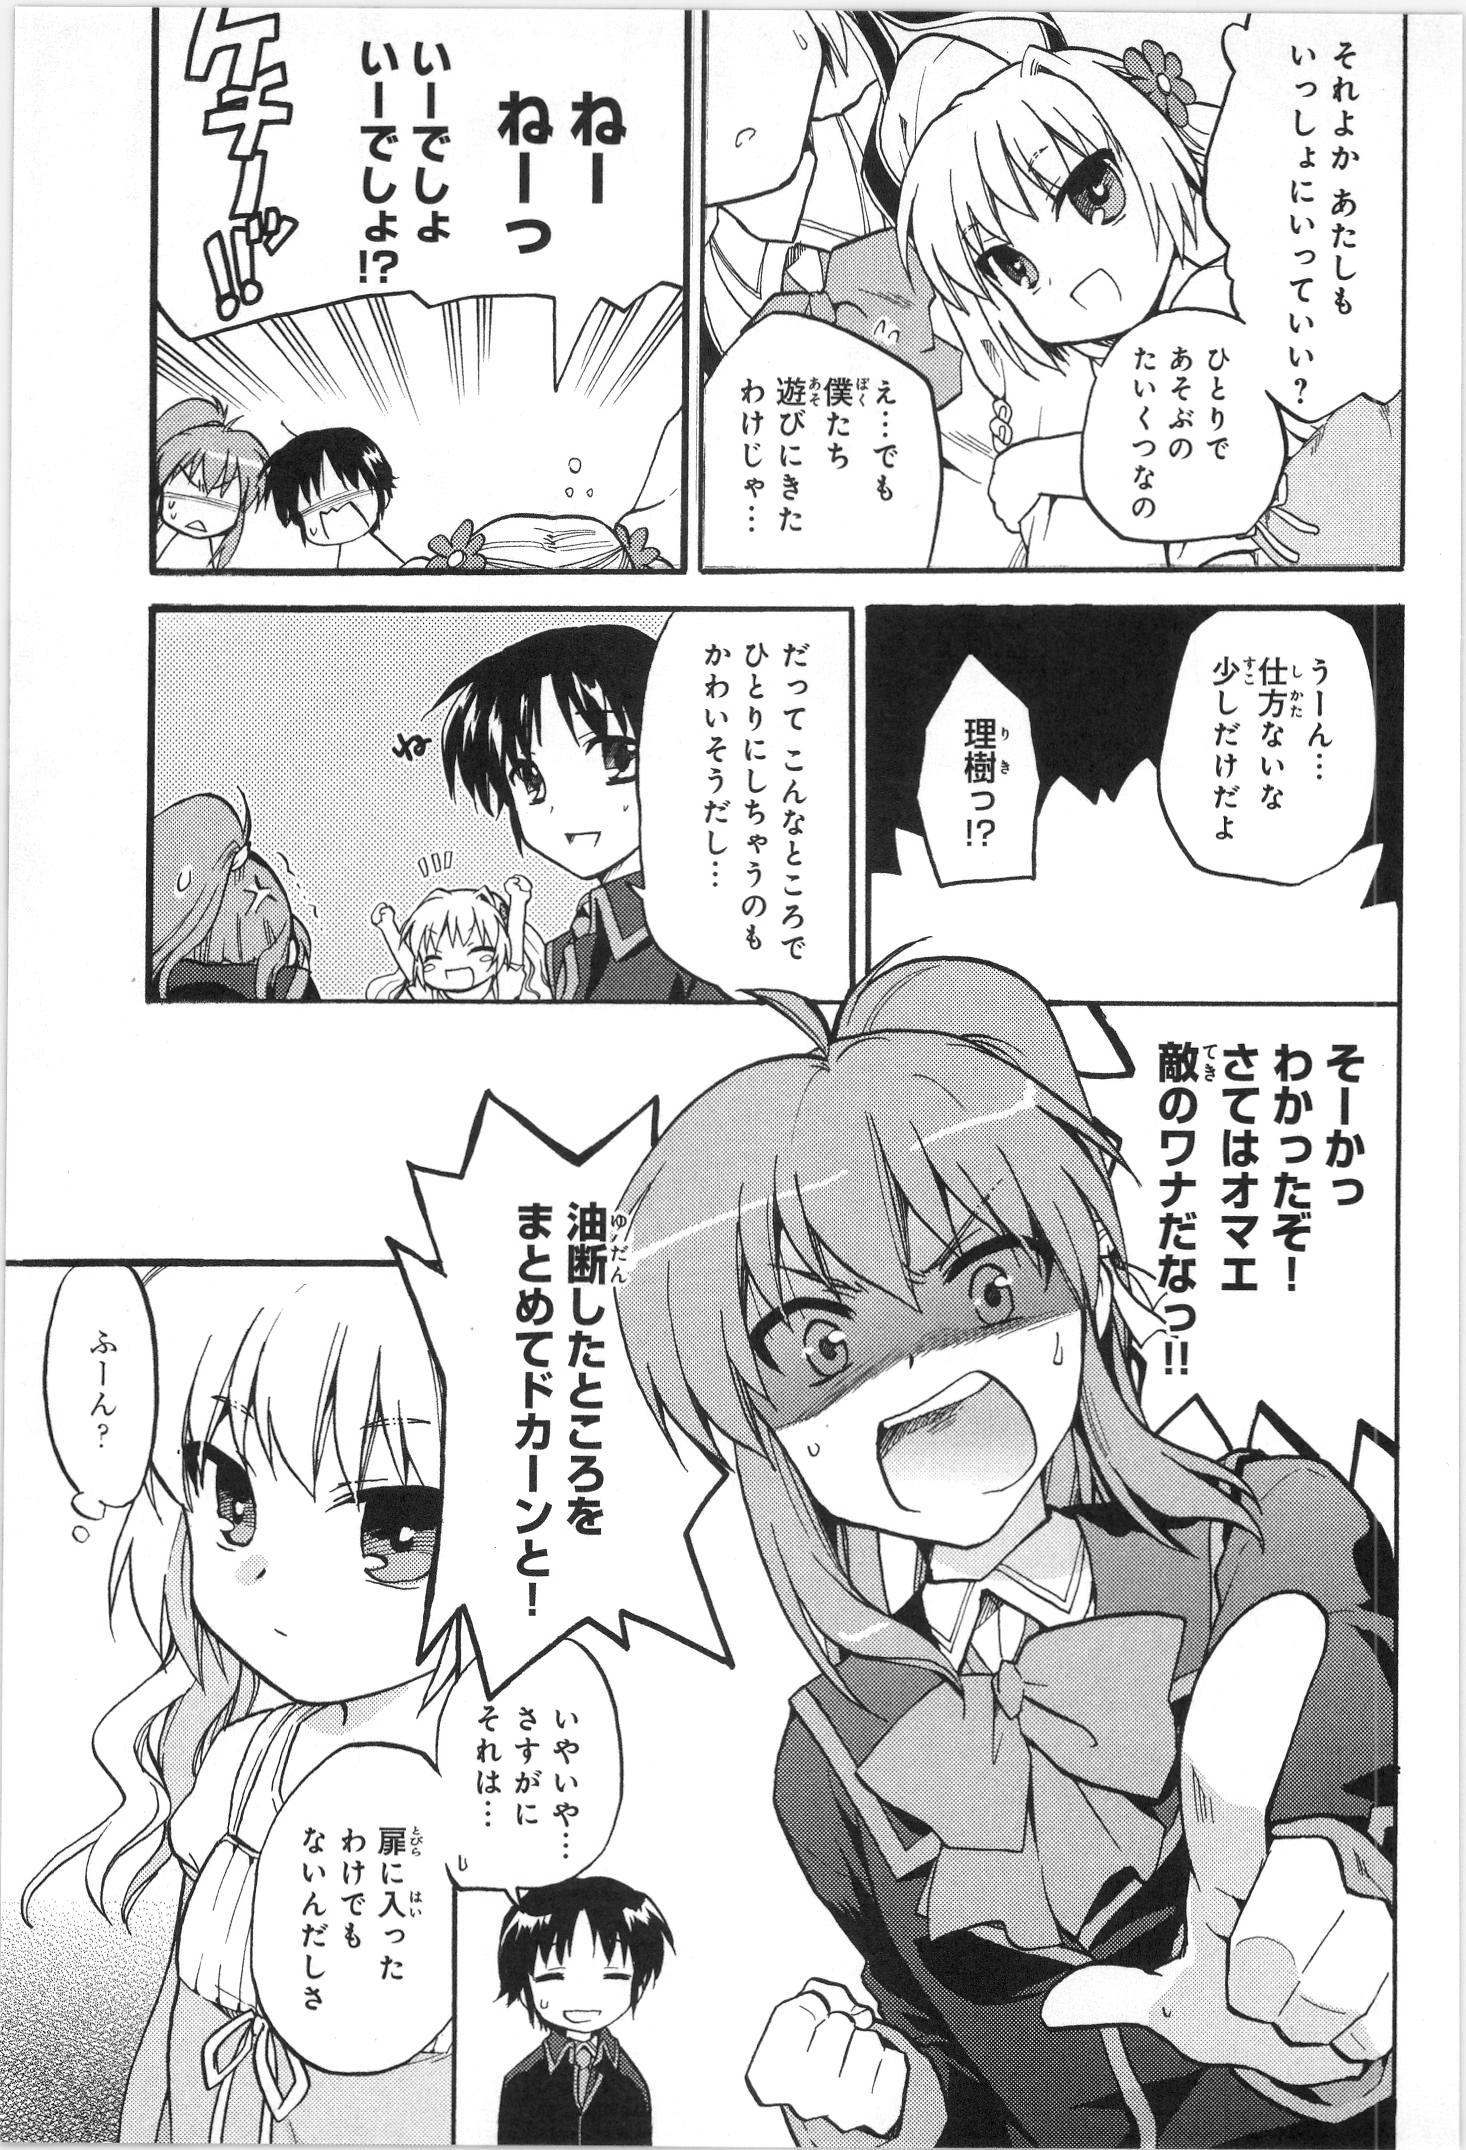 それよか あたしも
いっしょにいっていい？
ひとりで
あそぶの
たいくつなの
え…でも
僕たち
遊びにきた
わけじゃ…
ねー
ねーっ
いーでしょ
いーでしょ!?
ケチーッ!!
うーん…
仕方ないな
少しだけだよ
理樹っ!?
だって こんなところで
ひとりにしちゃうのも
かわいそうだし…
ね
そーかっ
わかったぞ！
さてはオマエ
敵のワナだなっ!!
油断したところを
まとめてドカーンと！
ふーん？
いやいや…
さすがに
それは…
扉に入った
わけでも
ないんだしさ